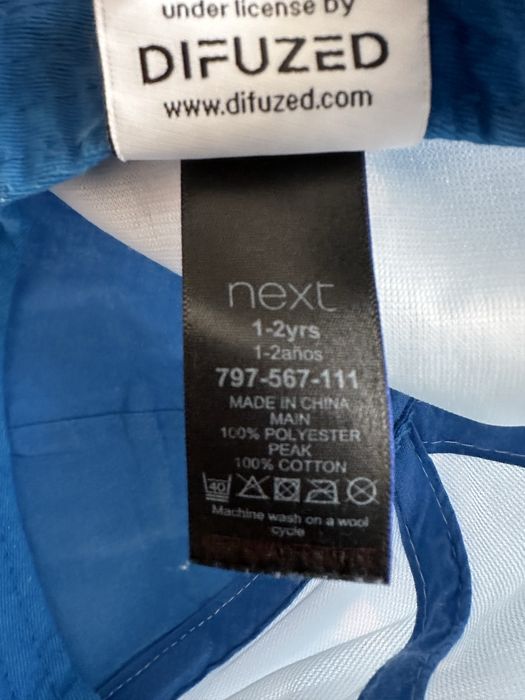 under license by
DIFUZED
www.difuzed.com
next
1-2yrs
1-2años
797-567-111
MADE IN CHINA
MAIN
100% POLYESTER
PEAK
100% COTTON
40
Machine wash on a wool
cycle